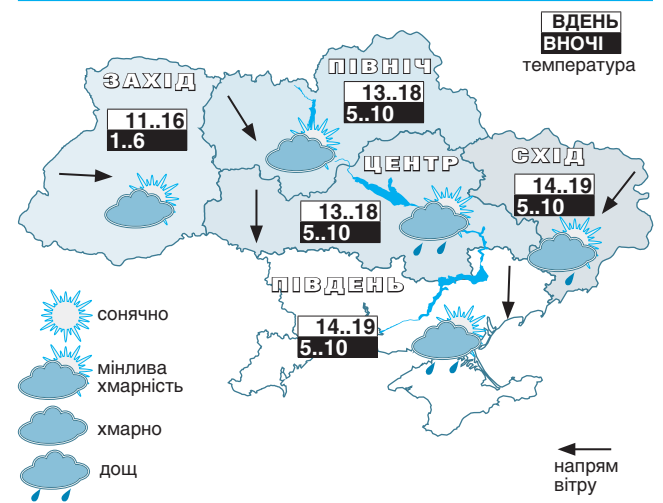 ВДЕНЬ
ВНОЧІ
температура
ПІВНІЧ
13..18
5..10
ЗАХІД
11..16
1..6
ЦЕНТР
13..18
5..10
СХІД
14..19
5..10
ПІВДЕНЬ
14..19
5..10
сонячно
мінлива
хмарність
хмарно
дощ
напрям
вітру